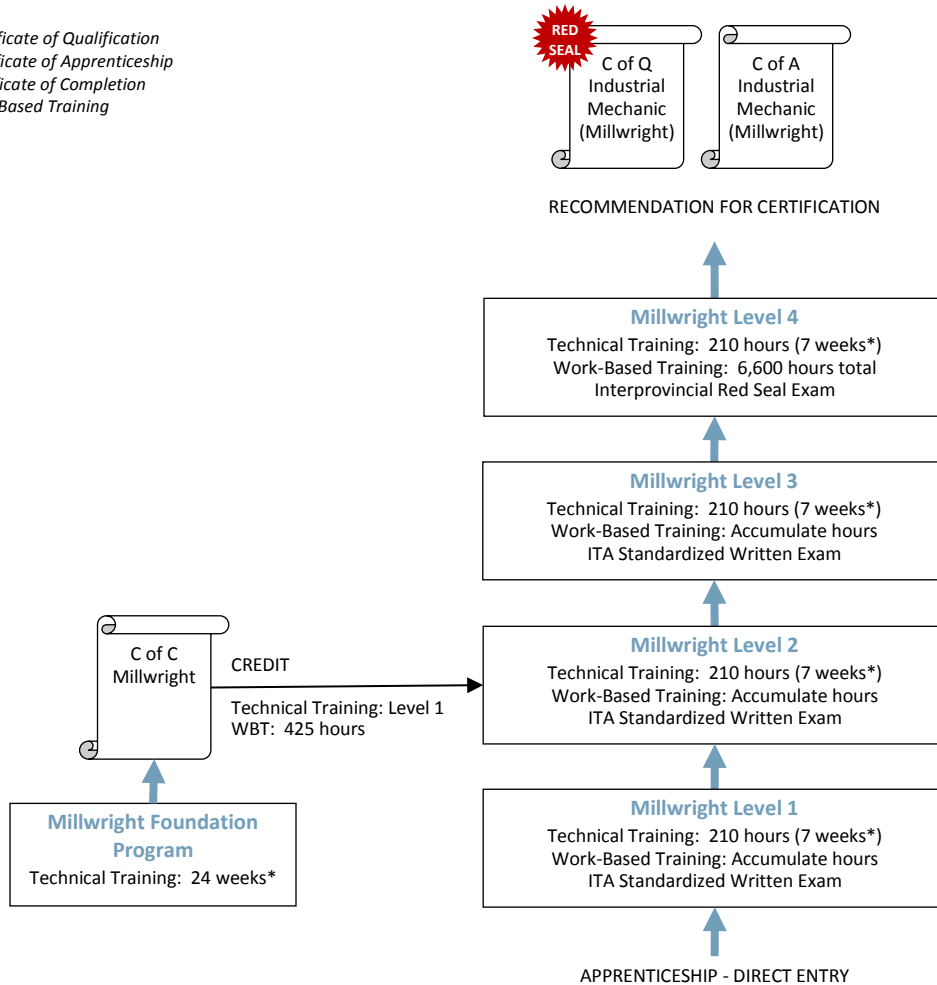 ficate of Qualification
ficate of Apprenticeship
ficate of Completion
Based Training
RED
SEAL
C of Q
Industrial
Mechanic
(Millwright)
C of A
Industrial
Mechanic
(Millwright)
RECOMMENDATION FOR CERTIFICATION
Millwright Level 4
Technical Training: 210 hours (7 weeks*)
Work-Based Training: 6,600 hours total
Interprovincial Red Seal Exam
Millwright Level 3
Technical Training: 210 hours (7 weeks*)
Work-Based Training: Accumulate hours
ITA Standardized Written Exam
C of C
Millwright
CREDIT
Technical Training: Level 1
WBT: 425 hours
Millwright Level 2
Technical Training: 210 hours (7 weeks*)
Work-Based Training: Accumulate hours
ITA Standardized Written Exam
Millwright Foundation
Program
Technical Training: 24 weeks*
Millwright Level 1
Technical Training: 210 hours (7 weeks*)
Work-Based Training: Accumulate hours
ITA Standardized Written Exam
APPRENTICESHIP - DIRECT ENTRY